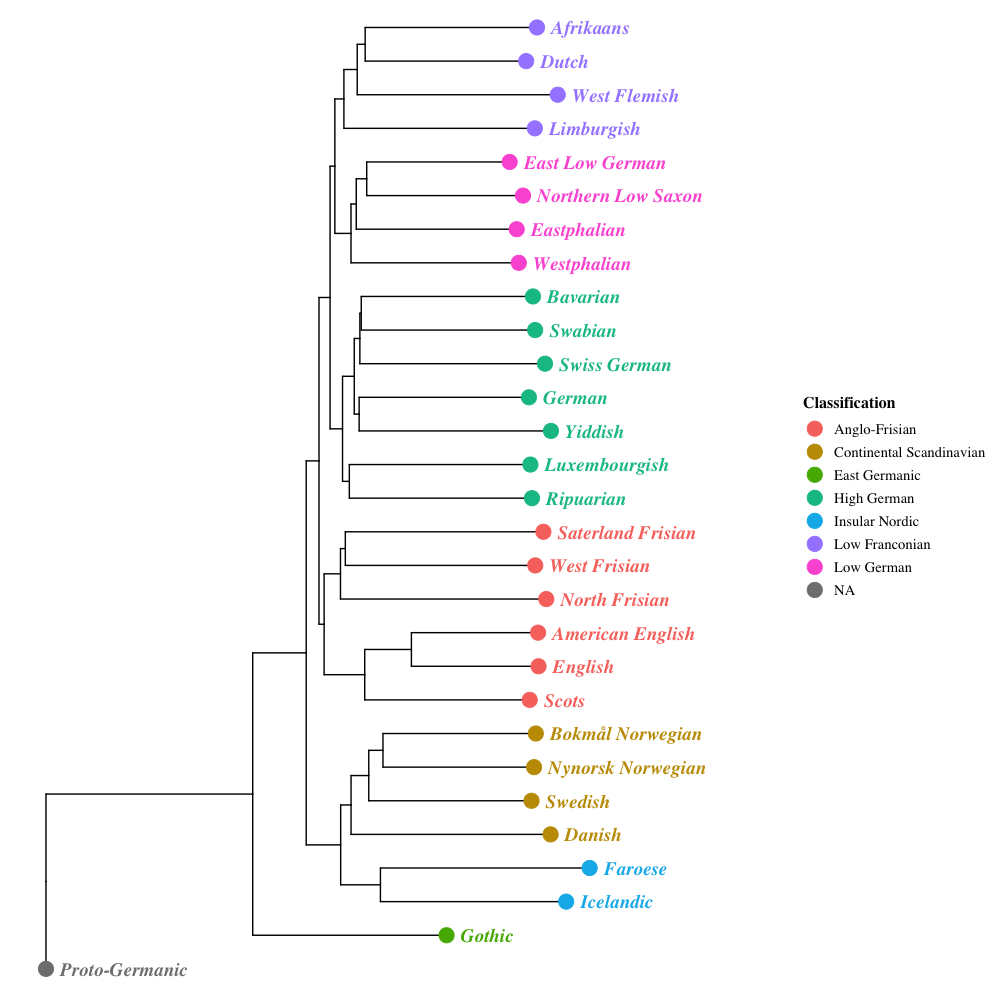 Afrikaans
Dutch
West Flemish
Limburgish
East Low German
Northern Low Saxon
Eastphalian
Westphalian
Bavarian
Swabian
Swiss German
German
Yiddish
Luxembourgish
Ripuarian
Saterland Frisian
West Frisian
North Frisian
American English
English
Scots
Bokmål Norwegian
Nynorsk Norwegian
Swedish
Danish
Faroese
Icelandic
Gothic
Proto-Germanic
Classification
Anglo-Frisian
Continental Scandinavian
East Germanic
High German
Insular Nordic
Low Franconian
Low German
NA